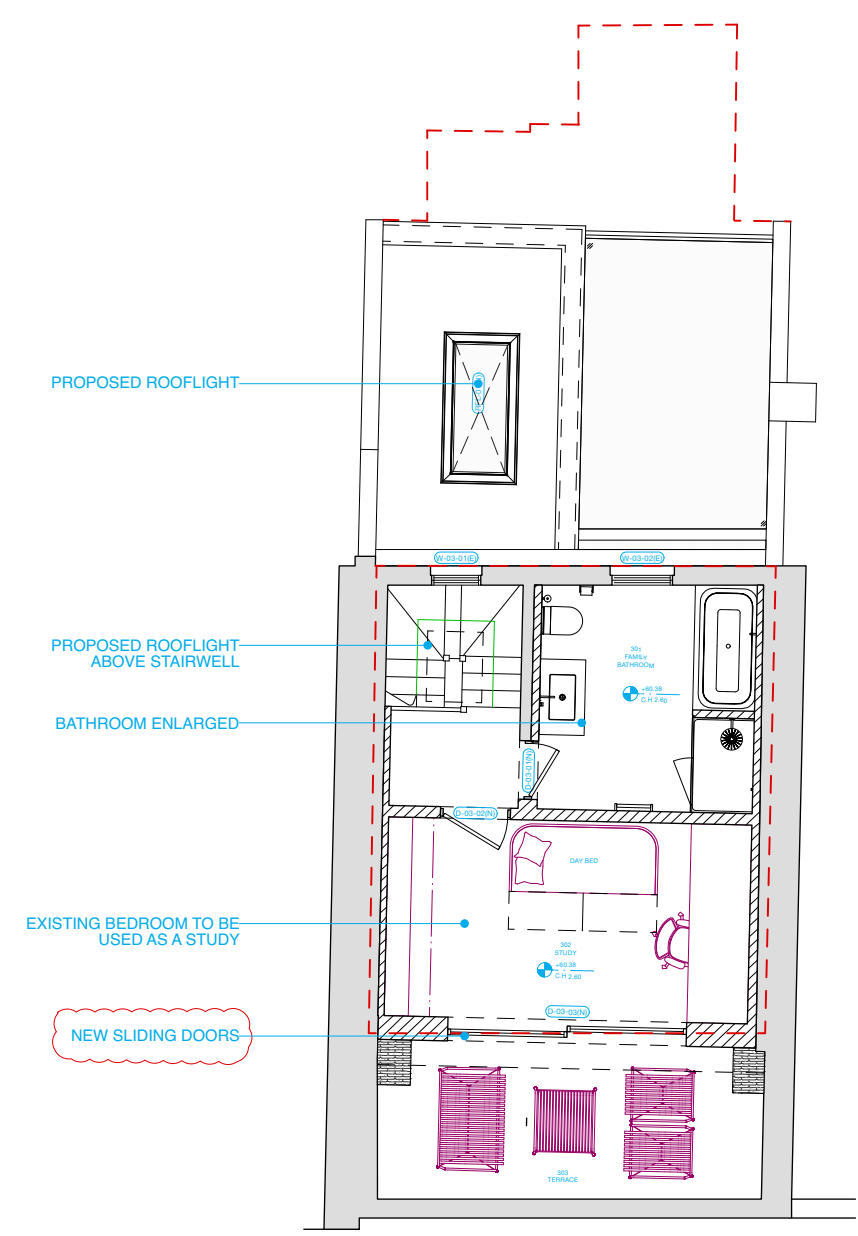 PROPOSED ROOFLIGHT
W-03-01(E)
W-03-02(E)
PROPOSED ROOFLIGHT
ABOVE STAIRWELL
301
FAMILY
BATHROOM
+60.38
C.H 2.60
BATHROOM ENLARGED
D-03-01(N)
D-03-02(N)
DAY BED
EXISTING BEDROOM TO BE
USED AS A STUDY
302
STUDY
+60.38
C.H 2.60
D-03-03(N)
NEW SLIDING DOORS
303
TERRACE